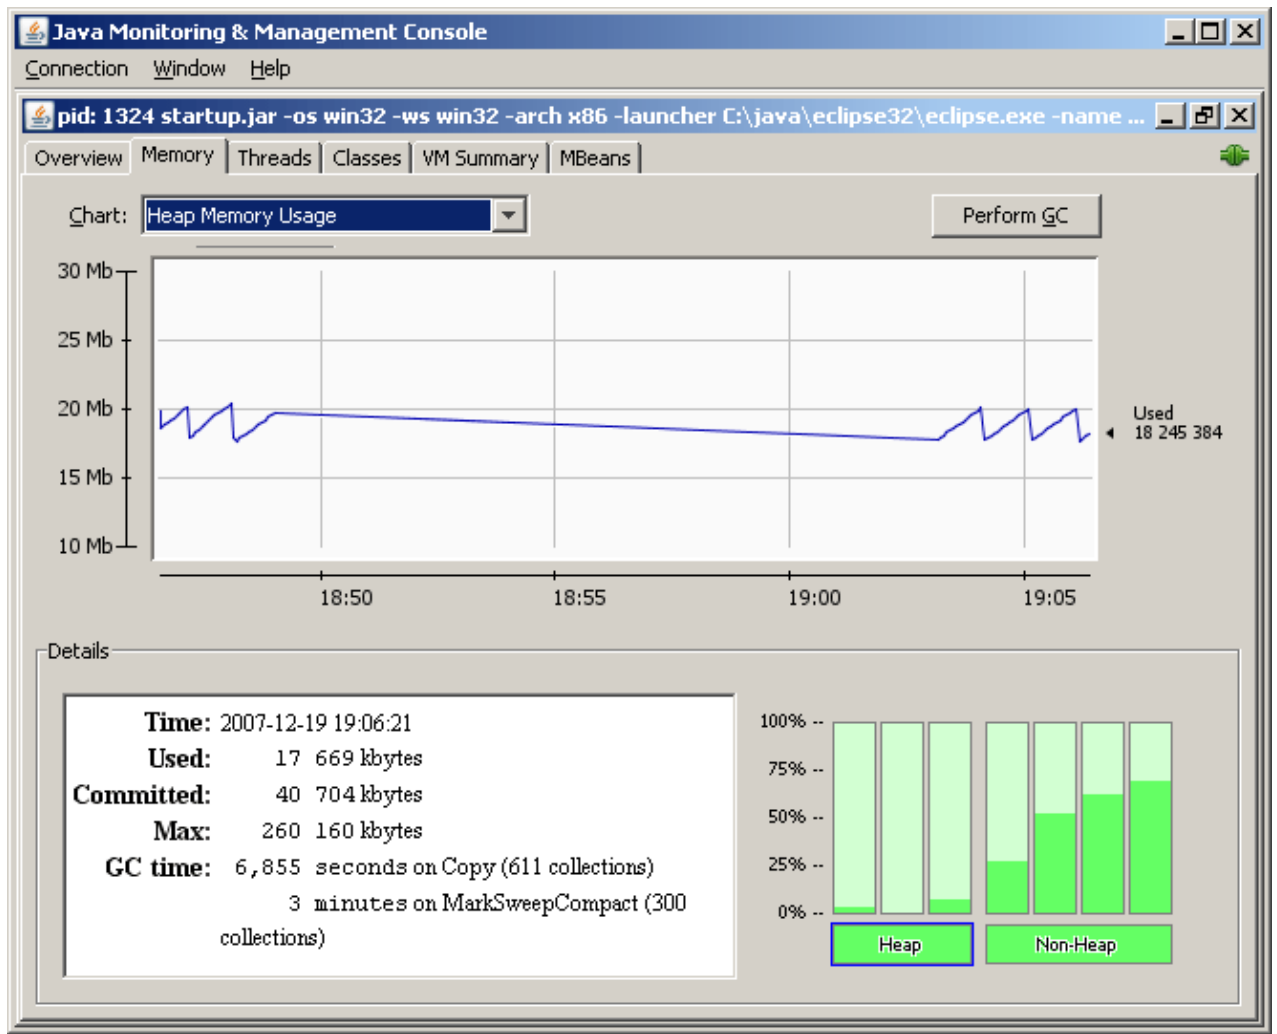 Java Monitoring & Management Console
Connection Window Help
pid: 1324 startup.jar -os win32 -ws win32 -arch x86 -launcher C:\java\eclipse32\eclipse.exe -name ...
Overview Memory Threads Classes VM Summary MBeans
Chart: Heap Memory Usage Perform GC
30 Mb
25 Mb
20 Mb
15 Mb
10 Mb
Used
18 245 384
18:50 18:55 19:00 19:05
Details
Time: 2007-12-19 19:06:21
Used: 17 669 kbytes
Committed: 40 704 kbytes
Max: 260 160 kbytes
GC time: 6,855 seconds on Copy (611 collections)
3 minutes on MarkSweepCompact (300
collections)
100% --
75% --
50% --
25% --
0% --
Heap Non-Heap